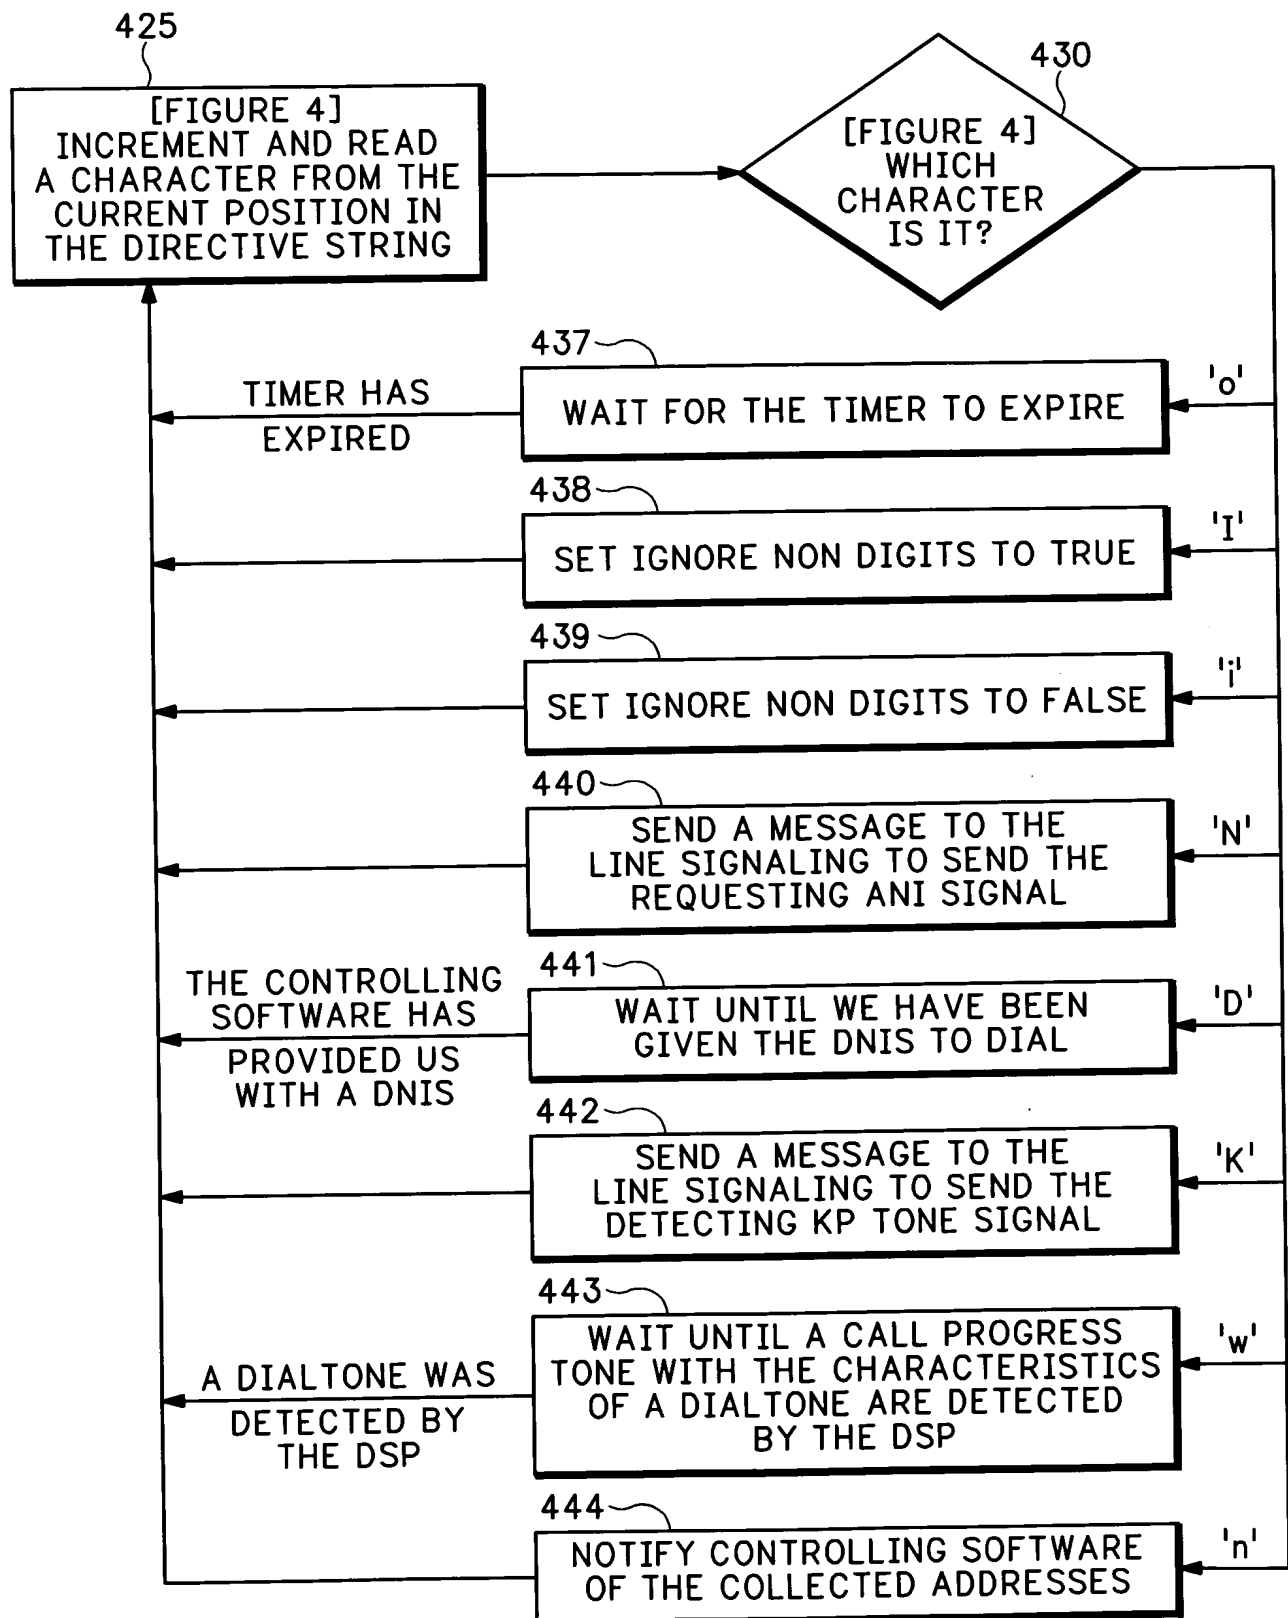 425
[FIGURE 4]
INCREMENT AND READ
A CHARACTER FROM THE
CURRENT POSITION IN
THE DIRECTIVE STRING
430
[FIGURE 4]
WHICH
CHARACTER
IS IT?
437
TIMER HAS
EXPIRED
WAIT FOR THE TIMER TO EXPIRE
'o'
438
SET IGNORE NON DIGITS TO TRUE
'I'
439
SET IGNORE NON DIGITS TO FALSE
'i'
440
SEND A MESSAGE TO THE
LINE SIGNALING TO SEND THE
REQUESTING ANI SIGNAL
'N'
441
THE CONTROLLING
SOFTWARE HAS
PROVIDED US
WITH A DNIS
WAIT UNTIL WE HAVE BEEN
GIVEN THE DNIS TO DIAL
'D'
442
SEND A MESSAGE TO THE
LINE SIGNALING TO SEND THE
DETECTING KP TONE SIGNAL
'K'
443
A DIALTONE WAS
DETECTED BY
THE DSP
WAIT UNTIL A CALL PROGRESS
TONE WITH THE CHARACTERISTICS
OF A DIALTONE ARE DETECTED
BY THE DSP
'w'
444
NOTIFY CONTROLLING SOFTWARE
OF THE COLLECTED ADDRESSES
'n'